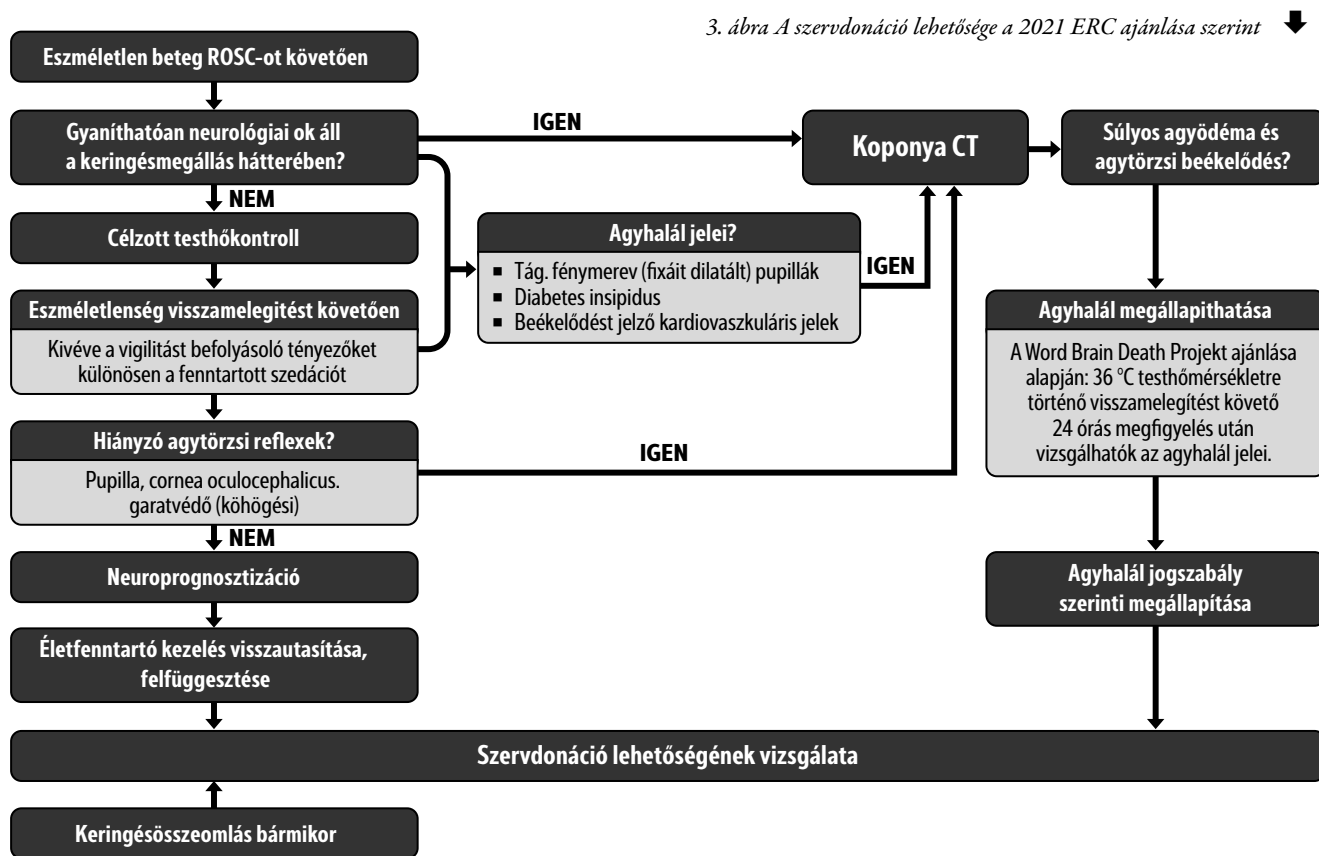 3. ábra A szervdonáció lehetősége a 2021 ERC ajánlása szerint
Eszméletlen beteg ROSC-ot követően
Gyaníthatóan neurológiai ok áll
a keringésmegállás hátterében?
IGEN
Koponya CT
Súlyos agyödéma és
agytörzsi beékelődés?
NEM
Célzott testhőkontroll
Agyhalál jelei?
▪ Tág. fénymerev (fixáit dilatált) pupillák
▪ Diabetes insipidus
▪ Beékelődést jelző kardiovaszkuláris jelek
IGEN
Eszméletlenség visszamelegitést követően
Kivéve a vigilitást befolyásoló tényezőket
különösen a fenntartott szedációt
Agyhalál megállapithatása
A Word Brain Death Projekt ajánlása
alapján: 36 °C testhőmérsékletre
történő visszamelegítést követő
24 órás megfigyelés után
vizsgálhatók az agyhalál jelei.
Hiányzó agytörzsi reflexek?
Pupilla, cornea oculocephalicus.
garatvédő (köhögési)
IGEN
NEM
Neuroprognosztizáció
Agyhalál jogszabály
szerinti megállapítása
Életfenntartó kezelés visszautasítása,
felfüggesztése
Szervdonáció lehetőségének vizsgálata
Keringésösszeomlás bármikor